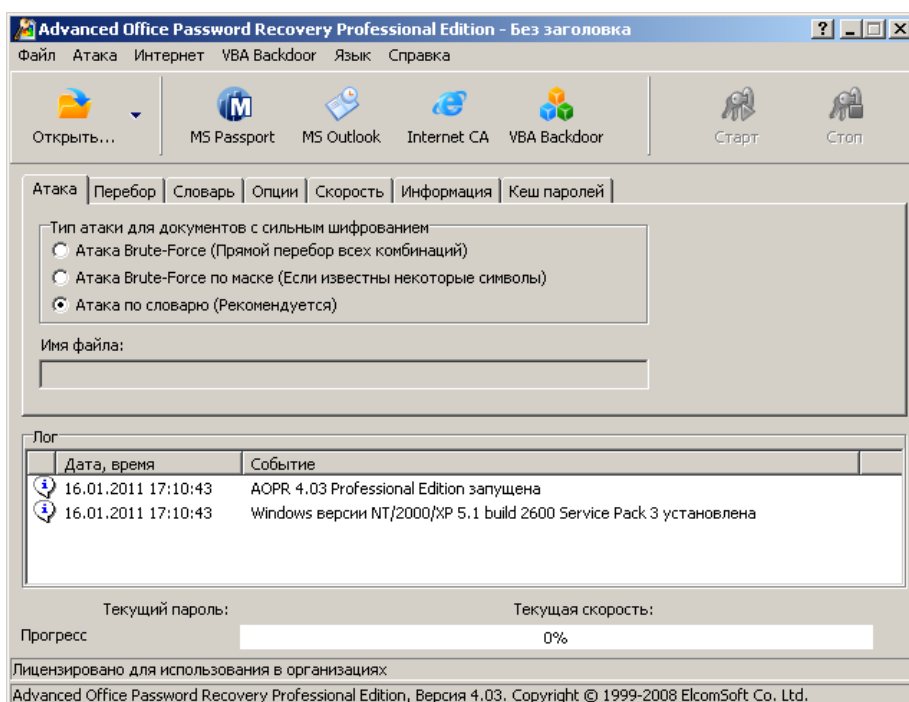 Advanced Office Password Recovery Professional Edition - Без заголовка
Файл Атака Интернет VBA Backdoor Язык Справка
Открыть... MS Passport MS Outlook Internet CA VBA Backdoor Старт Стоп
Атака Перебор Словарь Опции Скорость Информация Кеш паролей
Тип атаки для документов с сильным шифрованием
Атака Brute-Force (Прямой перебор всех комбинаций)
Атака Brute-Force по маске (Если известны некоторые символы)
Атака по словарю (Рекомендуется)
Имя файла:
Лог
Дата, время Событие
16.01.2011 17:10:43 AOPR 4.03 Professional Edition запущена
16.01.2011 17:10:43 Windows версии NT/2000/XP 5.1 build 2600 Service Pack 3 установлена
Текущий пароль: Текущая скорость:
Прогресс 0%
Лицензировано для использования в организациях
Advanced Office Password Recovery Professional Edition, Версия 4.03. Copyright © 1999-2008 ElcomSoft Co. Ltd.